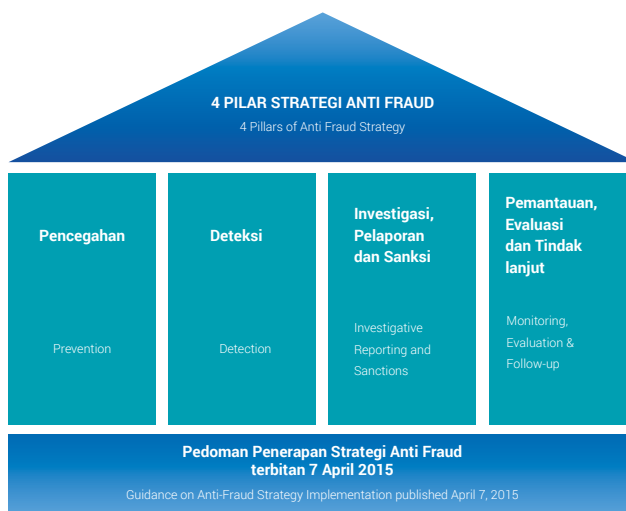 4 PILAR STRATEGI ANTI FRAUD
4 Pillars of Anti Fraud Strategy
Pencegahan
Prevention
Deteksi
Detection
Investigasi,
Pelaporan
dan Sanksi
Investigative
Reporting and
Sanctions
Pemantauan,
Evaluasi
dan Tindak
lanjut
Monitoring,
Evaluation &
Follow-up
Pedoman Penerapan Strategi Anti Fraud
terbitan 7 April 2015
Guidance on Anti-Fraud Strategy Implementation published April 7, 2015